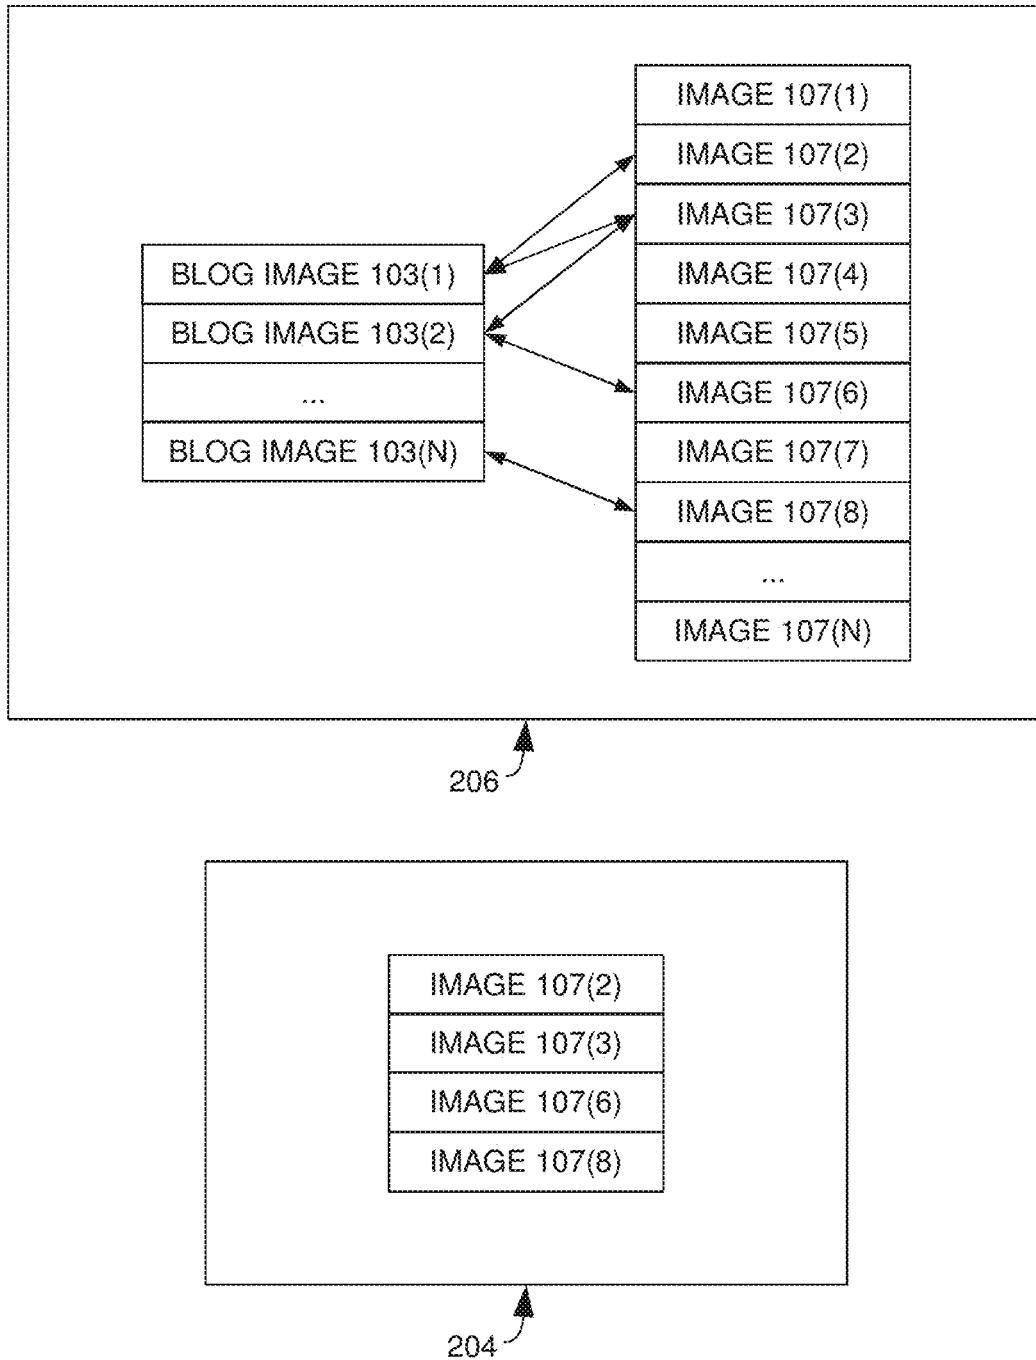 IMAGE 107(1)
IMAGE 107(2)
IMAGE 107(3)
IMAGE 107(4)
IMAGE 107(5)
IMAGE 107(6)
IMAGE 107(7)
IMAGE 107(8)
...
IMAGE 107(N)
BLOG IMAGE 103(1)
BLOG IMAGE 103(2)
...
BLOG IMAGE 103(N)
206
IMAGE 107(2)
IMAGE 107(3)
IMAGE 107(6)
IMAGE 107(8)
204